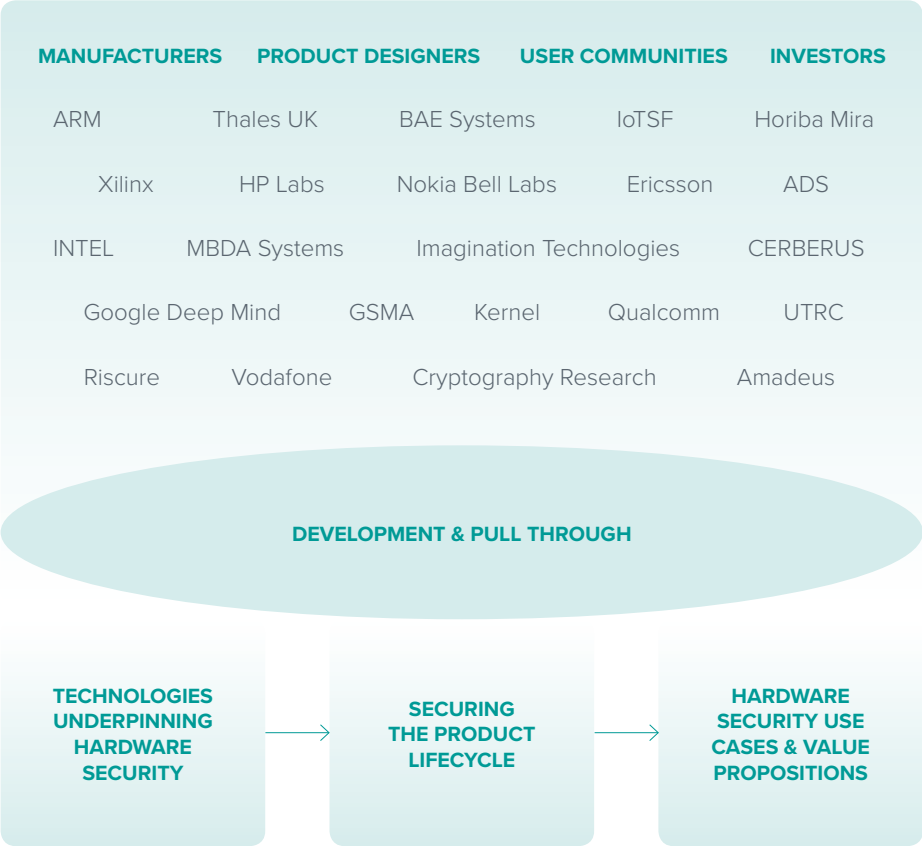 MANUFACTURERS PRODUCT DESIGNERS USER COMMUNITIES INVESTORS
ARM Thales UK BAE Systems IoTSF Horiba Mira
Xilinx HP Labs Nokia Bell Labs Ericsson ADS
INTEL MBDA Systems Imagination Technologies CERBERUS
Google Deep Mind GSMA Kernel Qualcomm UTRC
Riscure Vodafone Cryptography Research Amadeus
DEVELOPMENT & PULL THROUGH
TECHNOLOGIES
UNDERPINNING
HARDWARE
SECURITY
SECURING
THE PRODUCT
LIFECYCLE
HARDWARE
SECURITY USE
CASES & VALUE
PROPOSITIONS